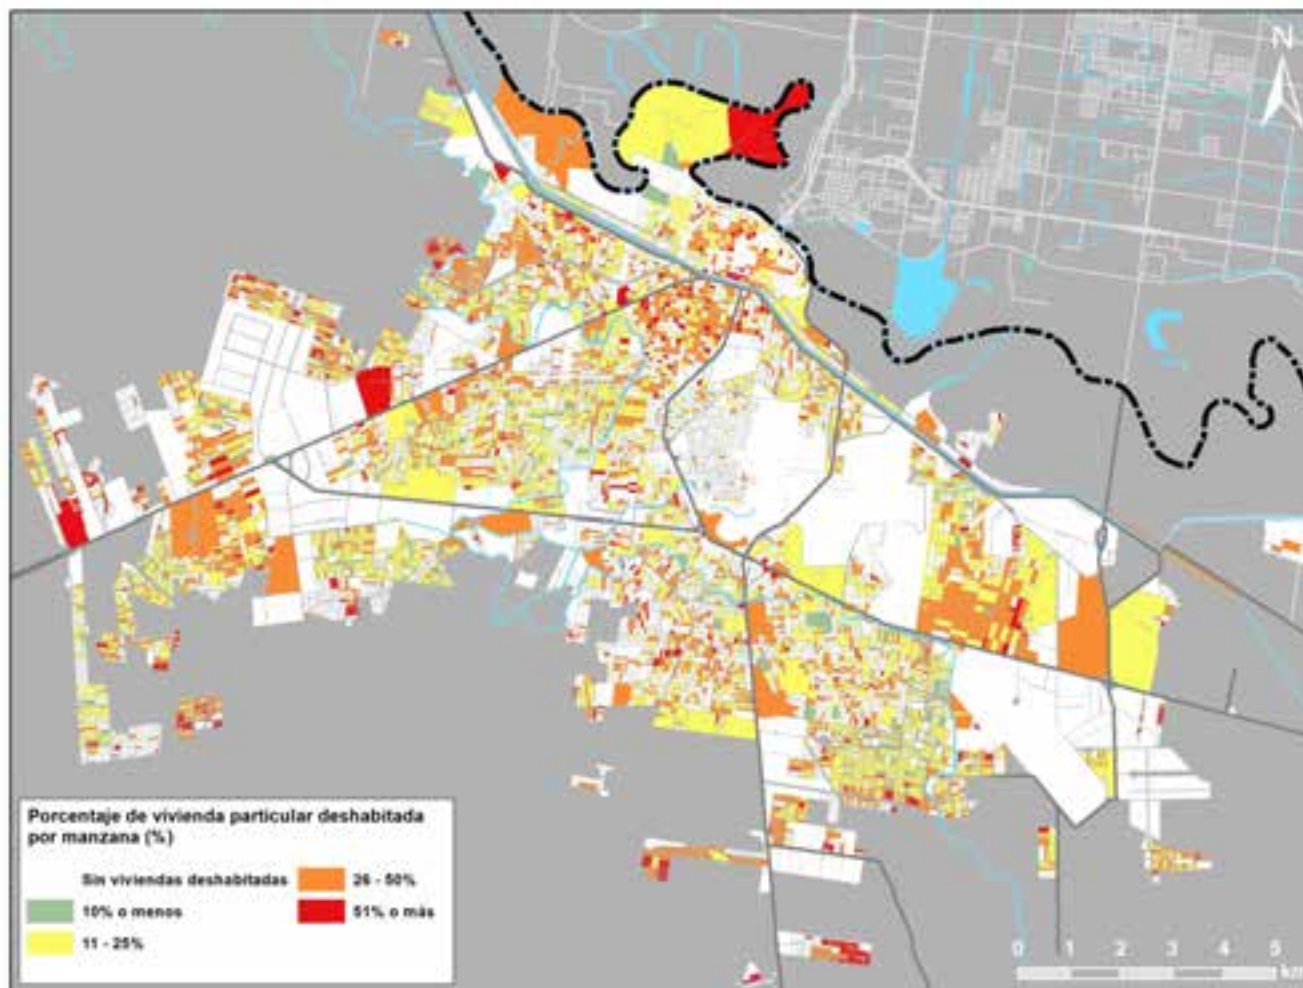 N
Porcentaje de vivienda particular deshabitada
por manzana (%)
Sin viviendas deshabitadas
26 - 50%
10% o menos
51% o más
11 - 25%
0 1 2 3 4 5
km